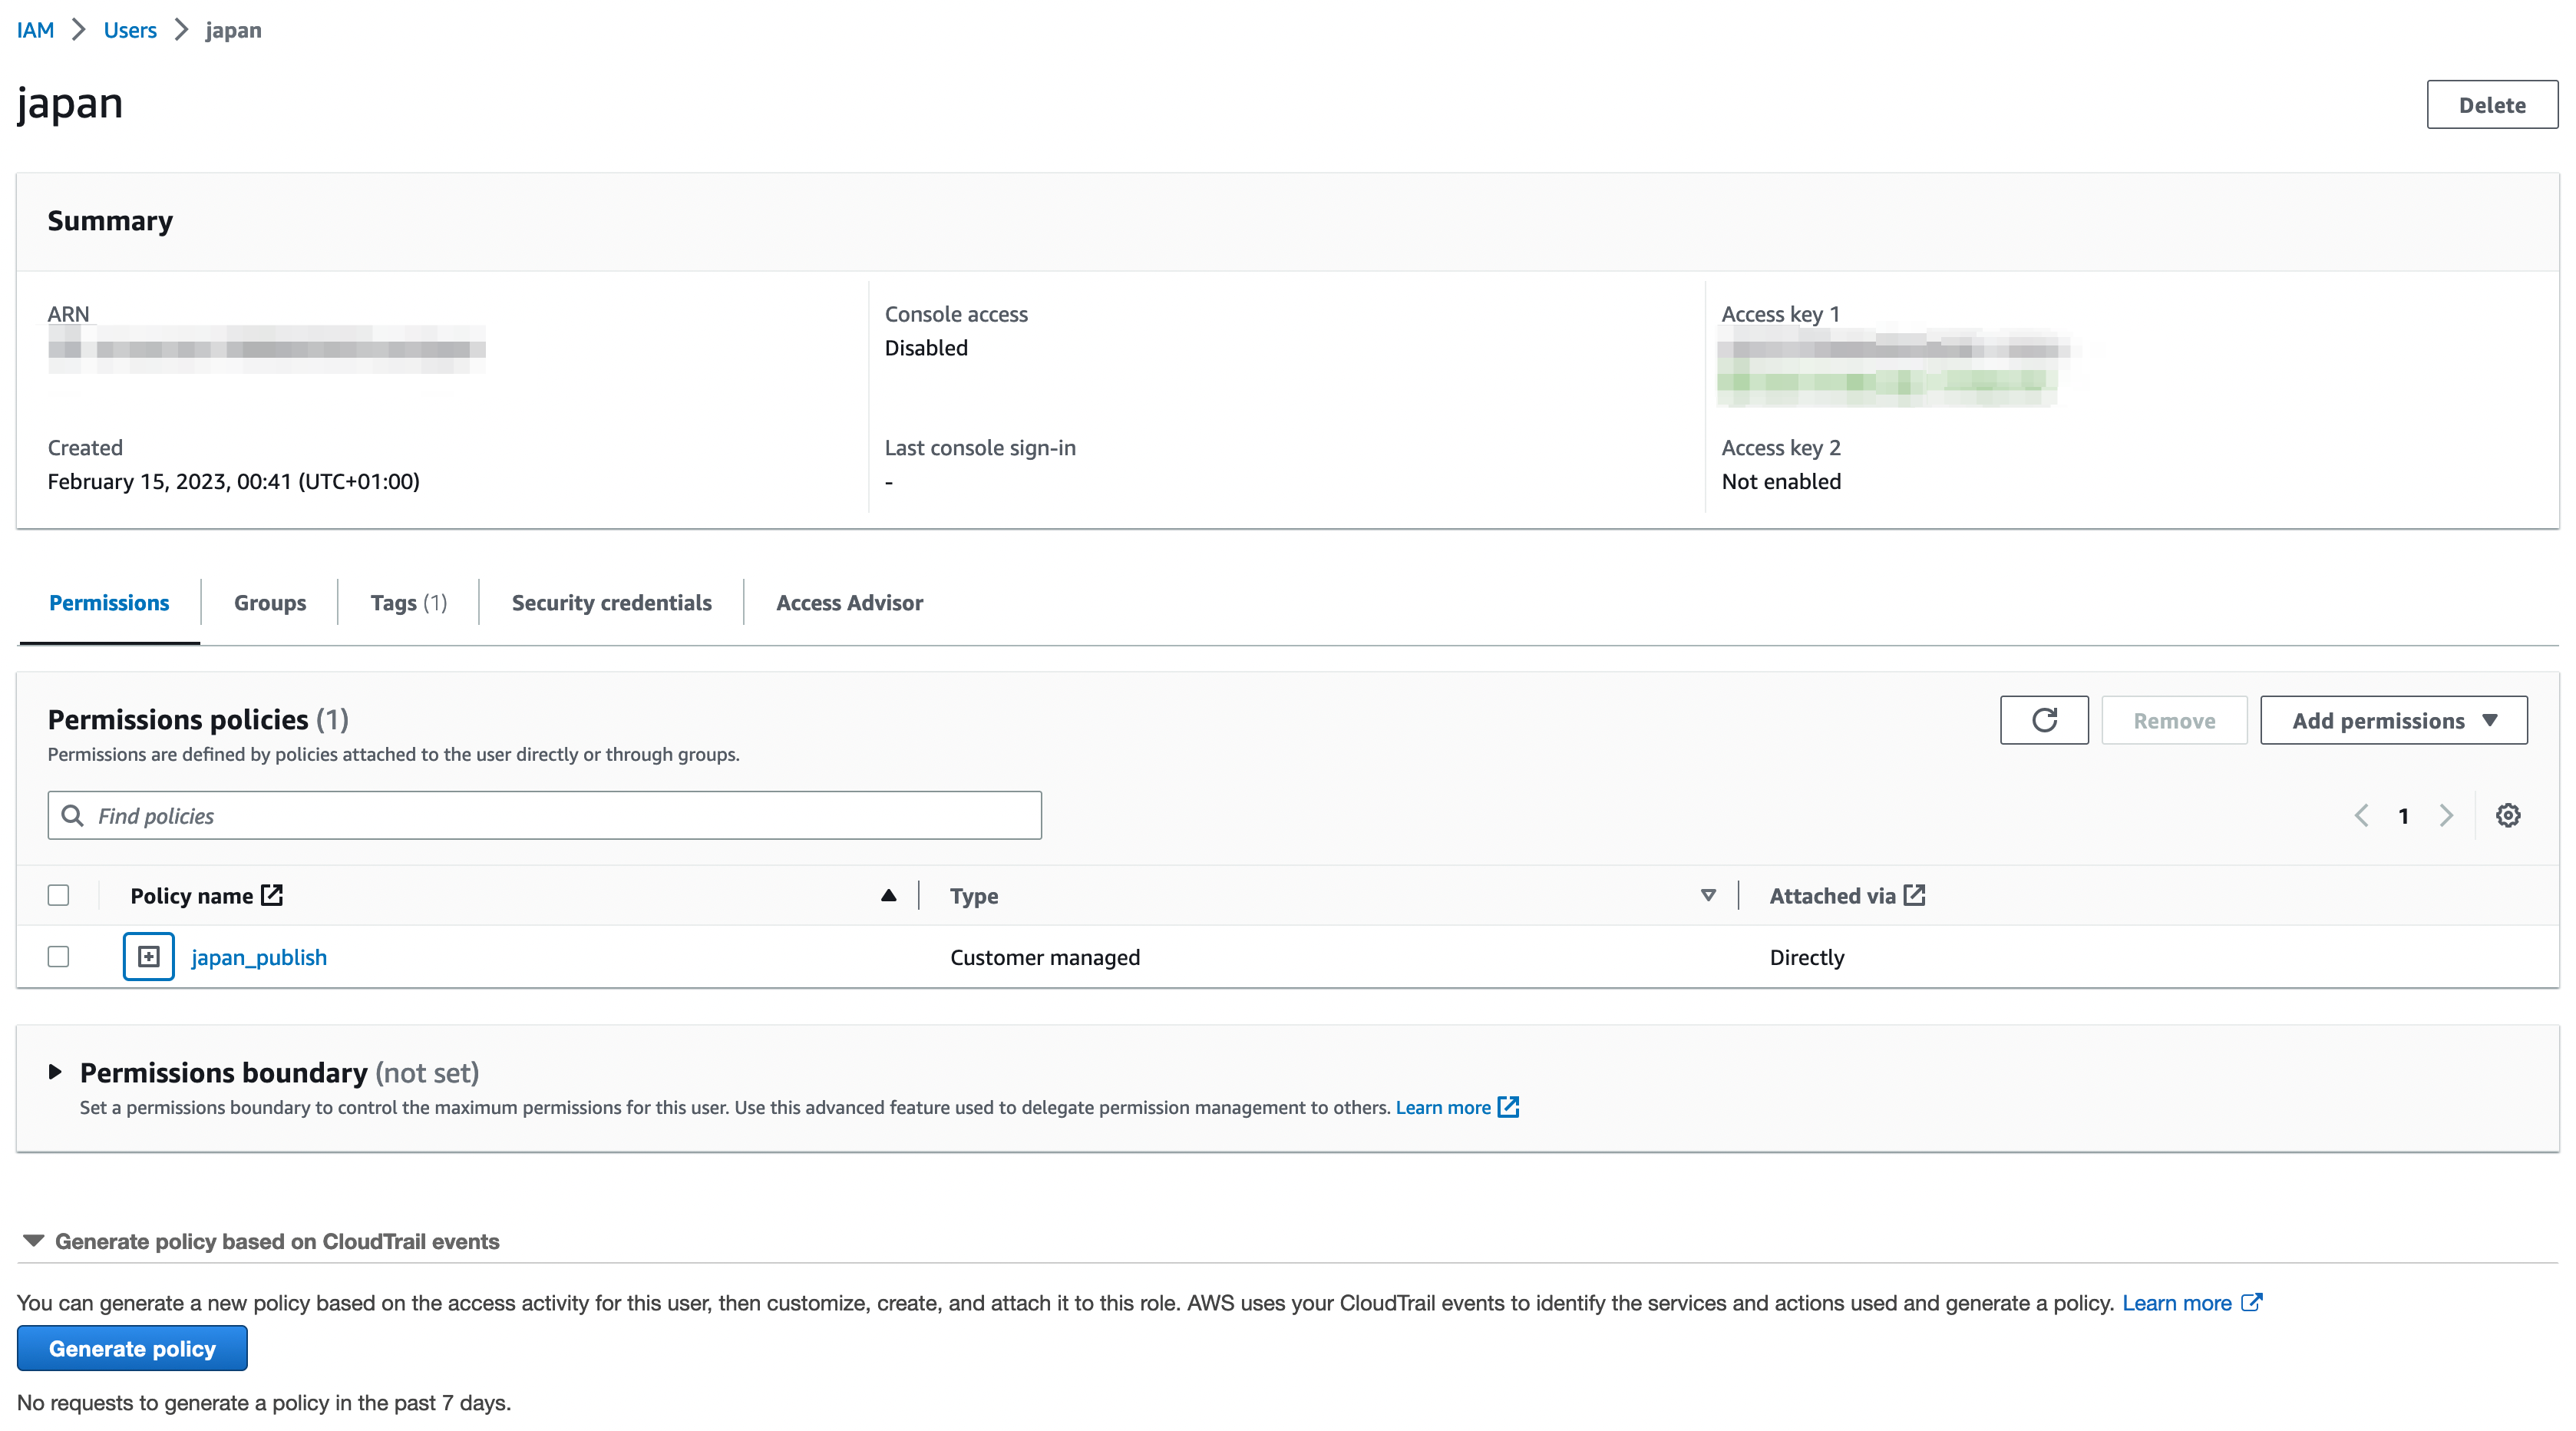 IAM > Users > japan
japan
Delete
Summary
ARN
Console access
Disabled
Access key 1
Created
February 15, 2023, 00:41 (UTC+01:00)
Last console sign-in
-
Access key 2
Not enabled
Permissions
Groups
Tags (1)
Security credentials
Access Advisor
Permissions policies (1)
Permissions are defined by policies attached to the user directly or through groups.
Remove
Add permissions
Find policies
1
Policy name
Type
Attached via
japan_publish
Customer managed
Directly
Permissions boundary (not set)
Set a permissions boundary to control the maximum permissions for this user. Use this advanced feature used to delegate permission management to others. Learn more
Generate policy based on CloudTrail events
You can generate a new policy based on the access activity for this user, then customize, create, and attach it to this role. AWS uses your CloudTrail events to identify the services and actions used and generate a policy. Learn more
Generate policy
No requests to generate a policy in the past 7 days.